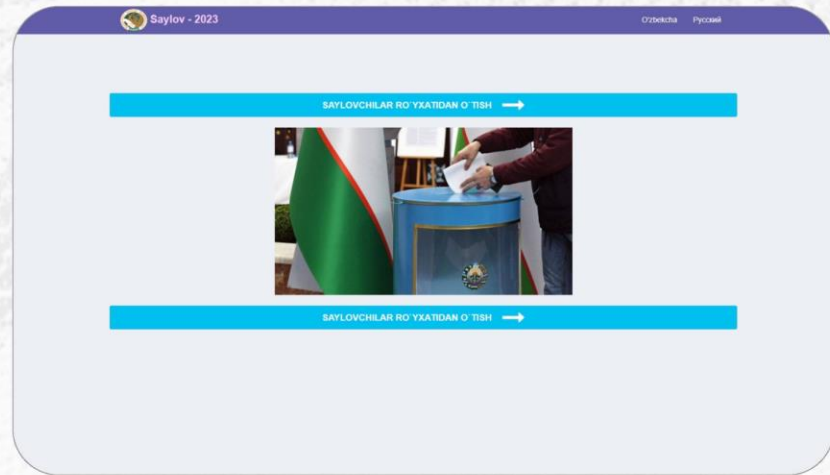 Saylov - 2023
O'zbekcha Русский
SAYLOVCHILAR RO`YXATIDAN O`TISH
SAYLOVCHILAR RO`YXATIDAN O`TISH